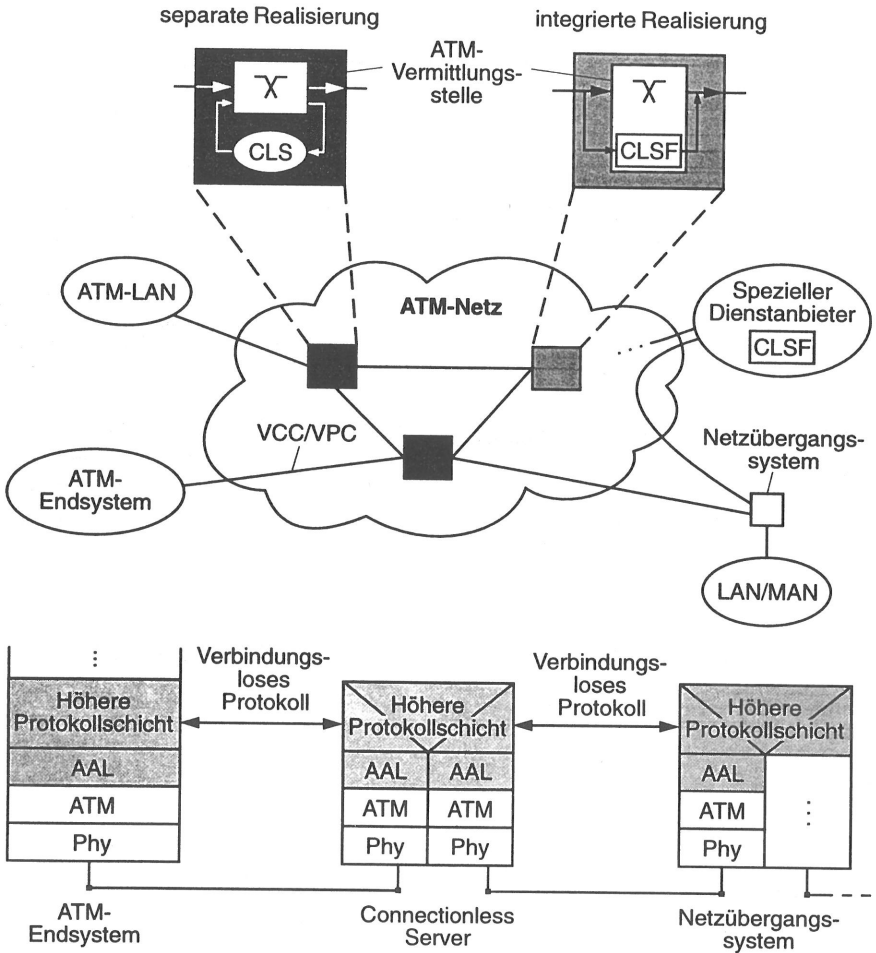 separate Realisierung
integrierte Realisierung
ATM-
Vermittlungs-
stelle
CLS
CLSF
ATM-LAN
ATM-Netz
Spezieller
Dienstanbieter
CLSF
VCC/VPC
Netzübergangs-
system
ATM-
Endsystem
LAN/MAN
Verbindungs-
loses
Protokoll
Verbindungs-
loses
Protokoll
⋮
Höhere
Protokollschicht
AAL
ATM
Phy
Höhere
Protokollschicht
AAL AAL
ATM ATM
Phy Phy
Höhere
Protokollschicht
AAL
ATM
Phy
⋮
ATM-
Endsystem
Connectionless
Server
Netzübergangs-
system